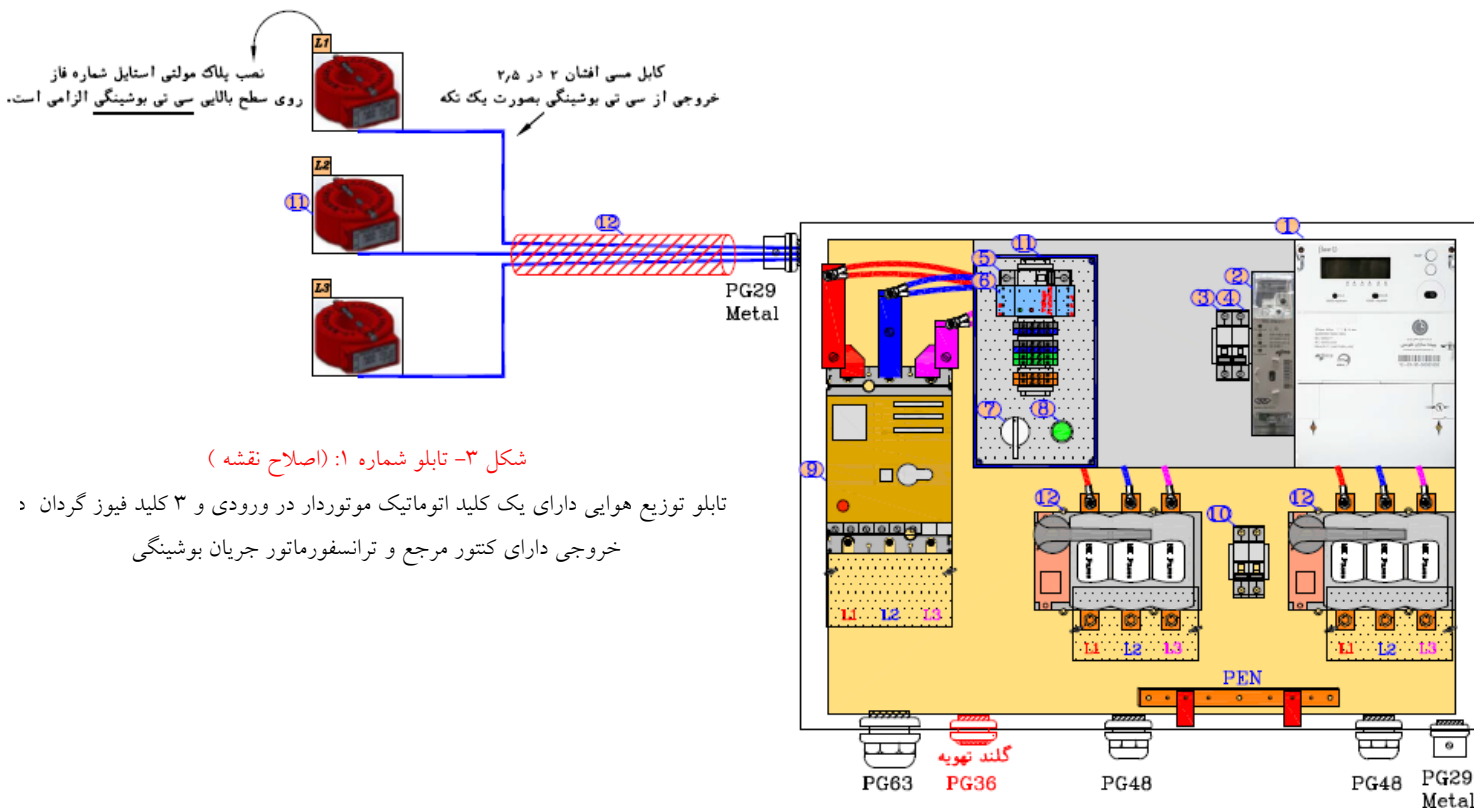 L1
نصب پلاک مولتی استایل شماره فاز
روی سطح بالایی سی تی بوشینگی الزامی است.
کابل مسی افشان ۲ در ۲٫۵
خروجی از سی تی بوشینگی بصورت یک تکه
L2
11
12
L3
PG29
Metal
شکل ۳- تابلو شماره ۱: (اصلاح نقشه )
تابلو توزیع هوایی دارای یک کلید اتوماتیک موتوردار در ورودی و ۳ کلید فیوز گردان د
خروجی دارای کنتور مرجع و ترانسفورماتور جریان بوشینگی
1
11
5
6
2
3
4
7
8
9
12
10
12
L1 L2 L3
L1 L2 L3
L1 L2 L3
PEN
گلند تهویه
PG63
PG36
PG48
PG48
PG29
Metal